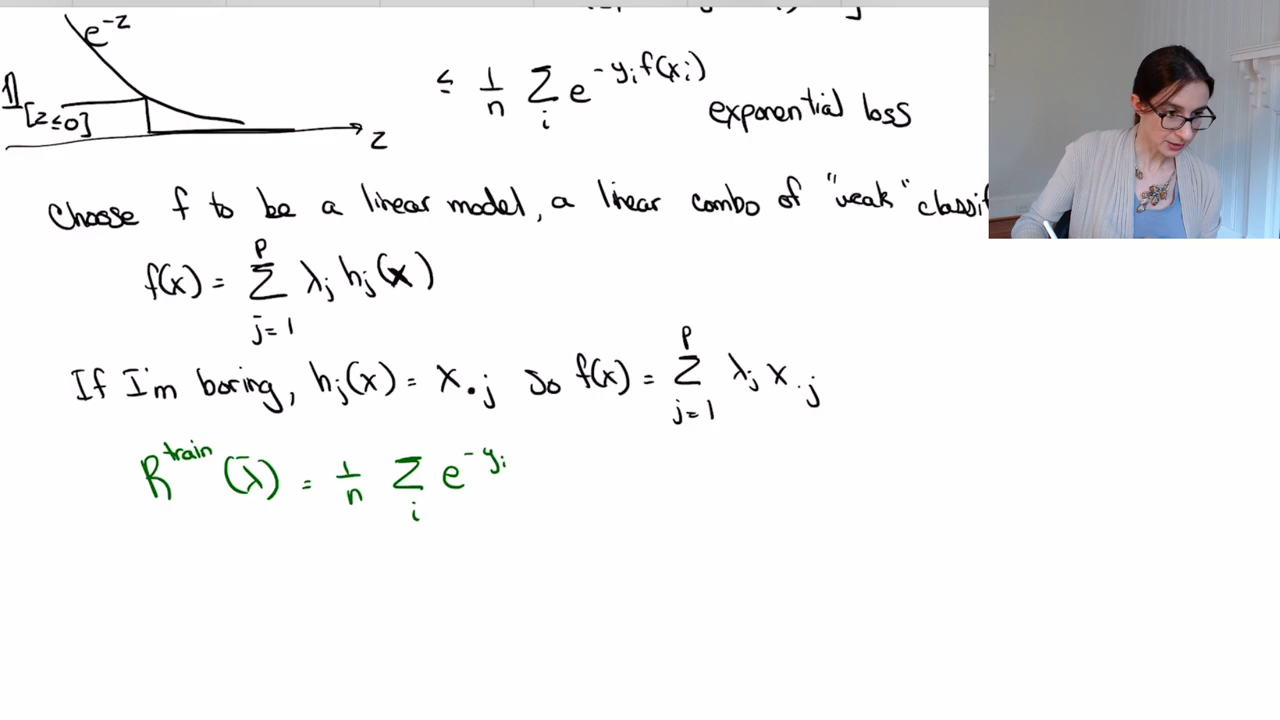 e^{-z}
𝟙_{[z≤0]}
z
≤ 1/n Σ_i e^{-y_i f(x_i)}
exponential loss
Choose f to be a linear model, a linear combo of "weak" classif
f(x) = Σ_{j=1}^{p} λ_j h_j(x)
If I'm boring, h_j(x) = x_{·j} so f(x) = Σ_{j=1}^{p} λ_j x_{·j}
R^{train}(λ) = 1/n Σ_i e^{-y_i}